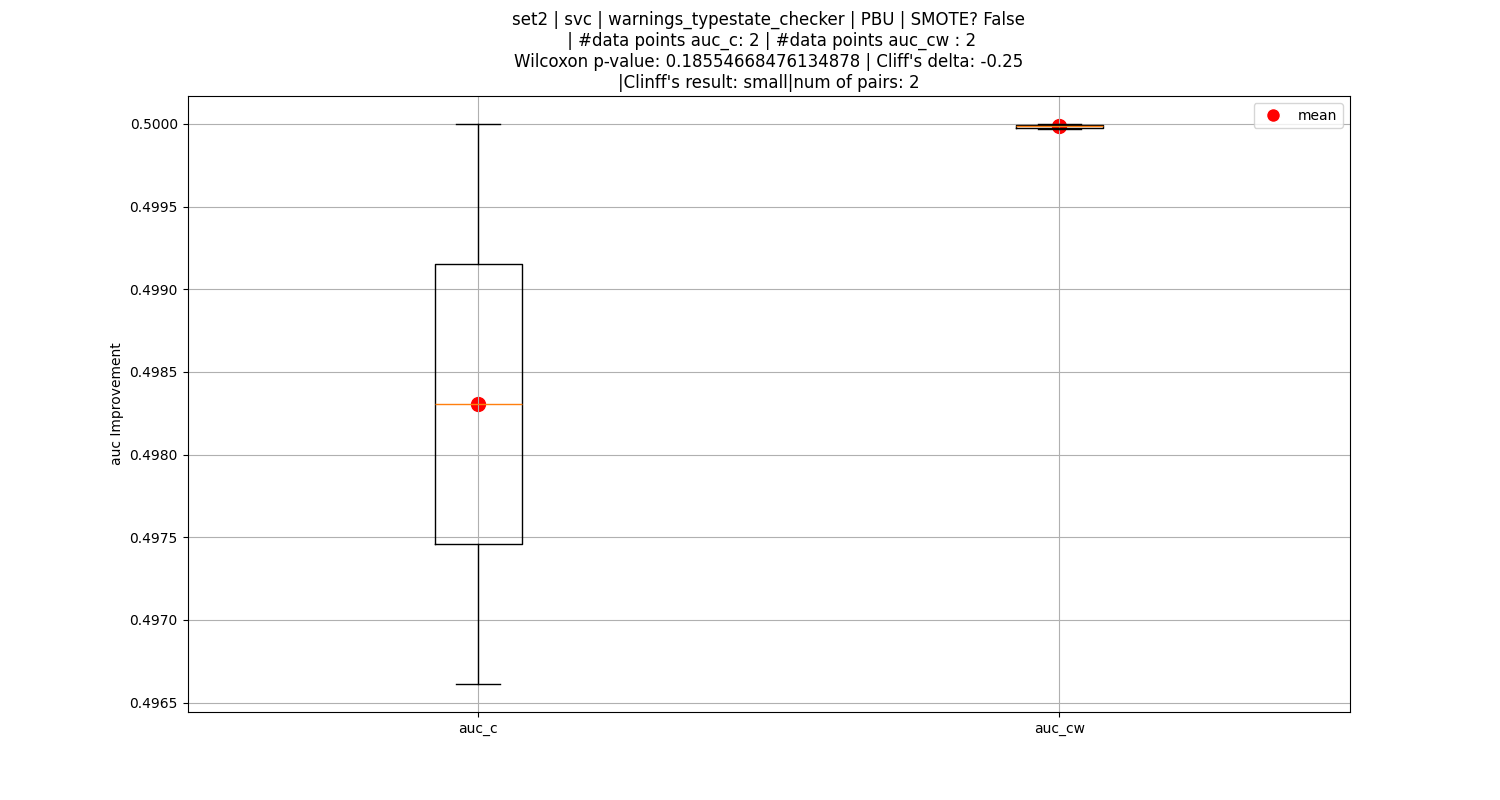 set2 | svc | warnings_typestate_checker | PBU | SMOTE? False
| #data points auc_c: 2 | #data points auc_cw : 2
Wilcoxon p-value: 0.18554668476134878 | Cliff's delta: -0.25
|Clinff's result: small|num of pairs: 2
mean
0.5000
0.4995
0.4990
0.4985
0.4980
0.4975
0.4970
0.4965
auc Improvement
auc_c
auc_cw